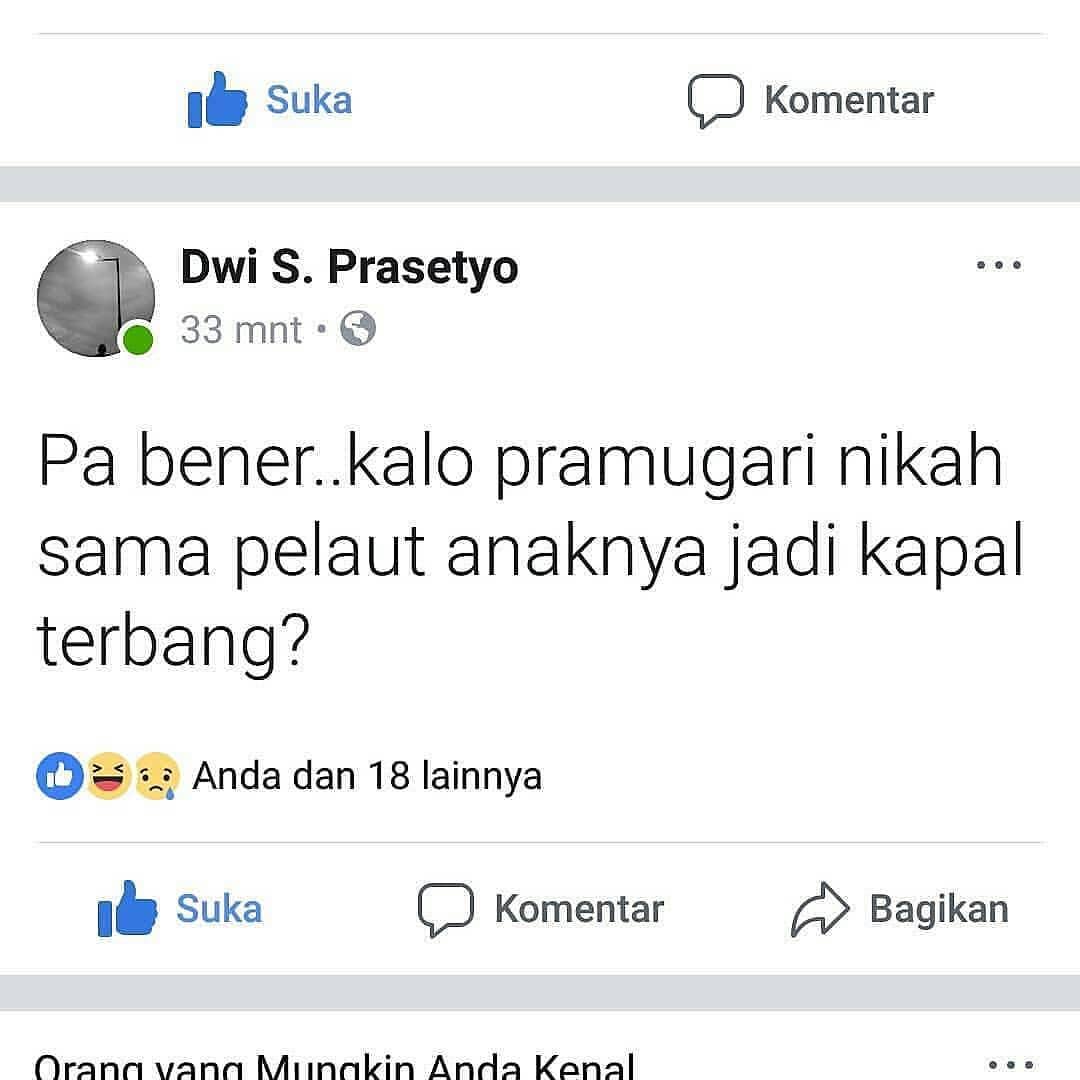 Suka
Komentar
Dwi S. Prasetyo
33 mnt •
Pa bener..kalo pramugari nikah
sama pelaut anaknya jadi kapal
terbang?
Anda dan 18 lainnya
Suka
Komentar
Bagikan
Orang yang Mungkin Anda Kenal